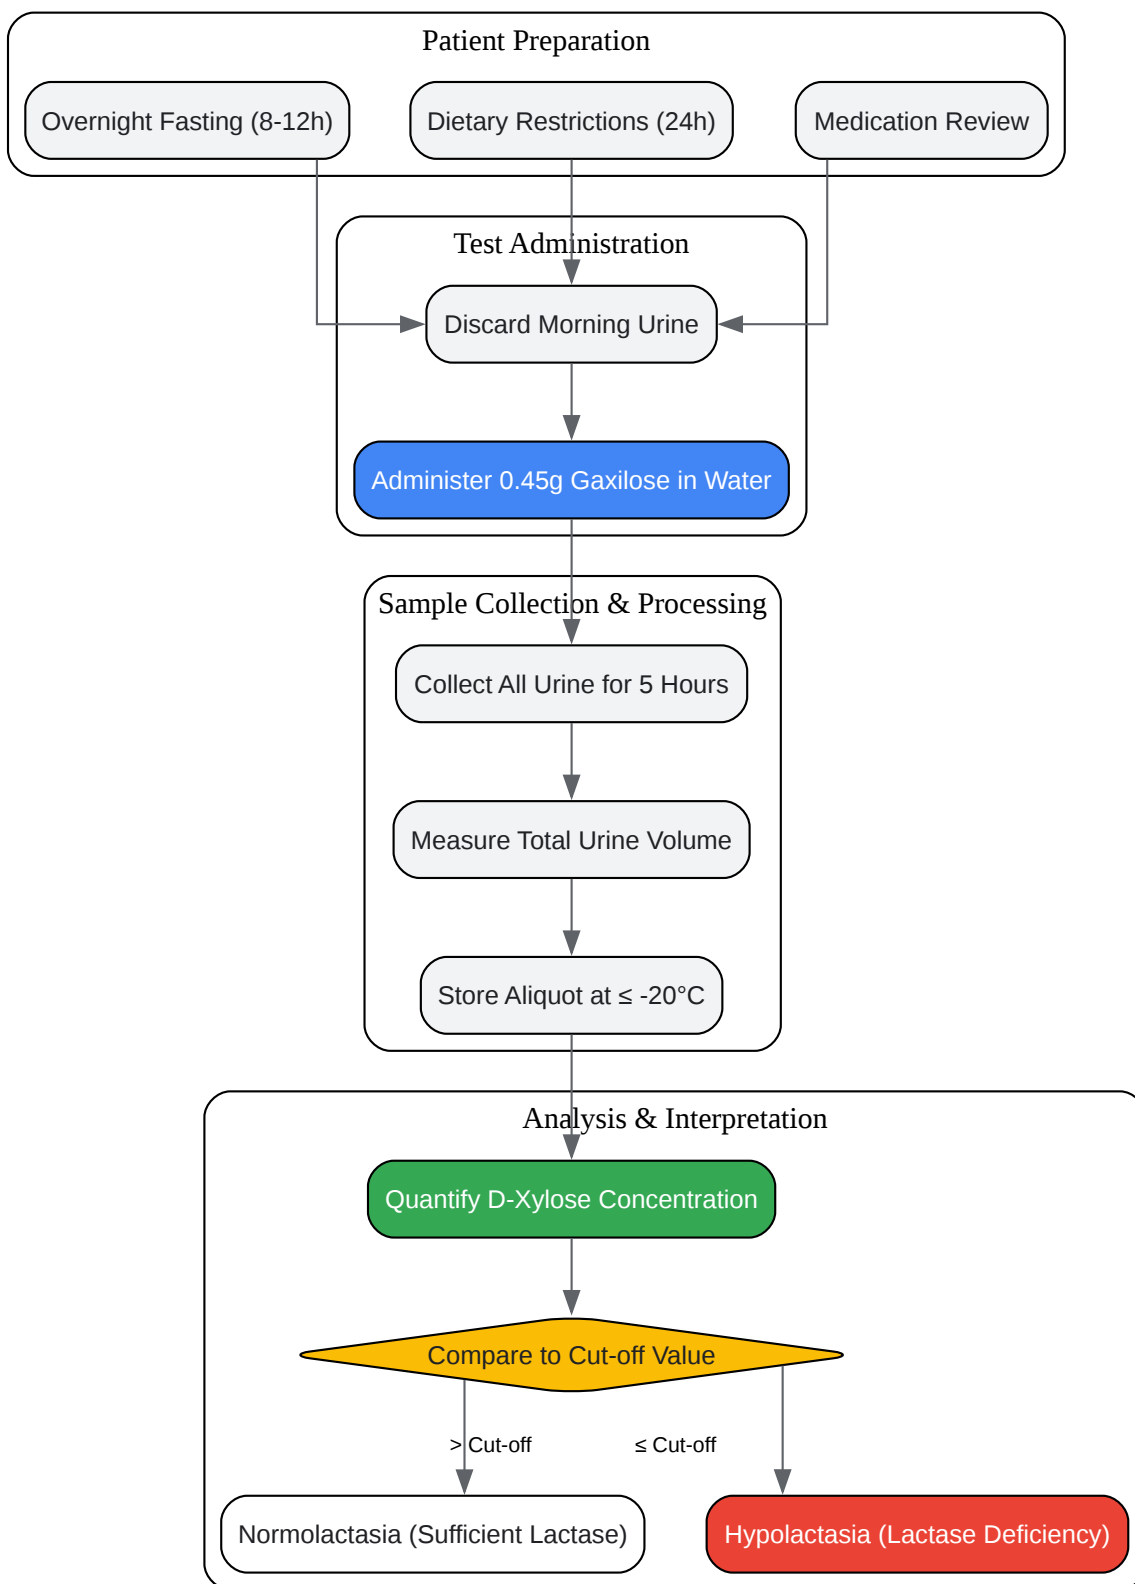 Patient Preparation
Overnight Fasting (8-12h)
Dietary Restrictions (24h)
Medication Review
Test Administration
Discard Morning Urine
Administer 0.45g Gaxilose in Water
Sample Collection & Processing
Collect All Urine for 5 Hours
Measure Total Urine Volume
Store Aliquot at ≤ -20°C
Analysis & Interpretation
Quantify D-Xylose Concentration
Compare to Cut-off Value
> Cut-off
≤ Cut-off
Normolactasia (Sufficient Lactase)
Hypolactasia (Lactase Deficiency)